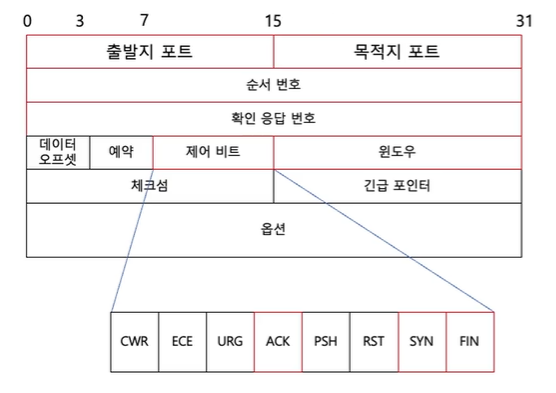 0 3 7 15 31
출발지 포트 목적지 포트
순서 번호
확인 응답 번호
데이터
오프셋 예약 제어 비트 윈도우
체크섬 긴급 포인터
옵션
CWR ECE URG ACK PSH RST SYN FIN